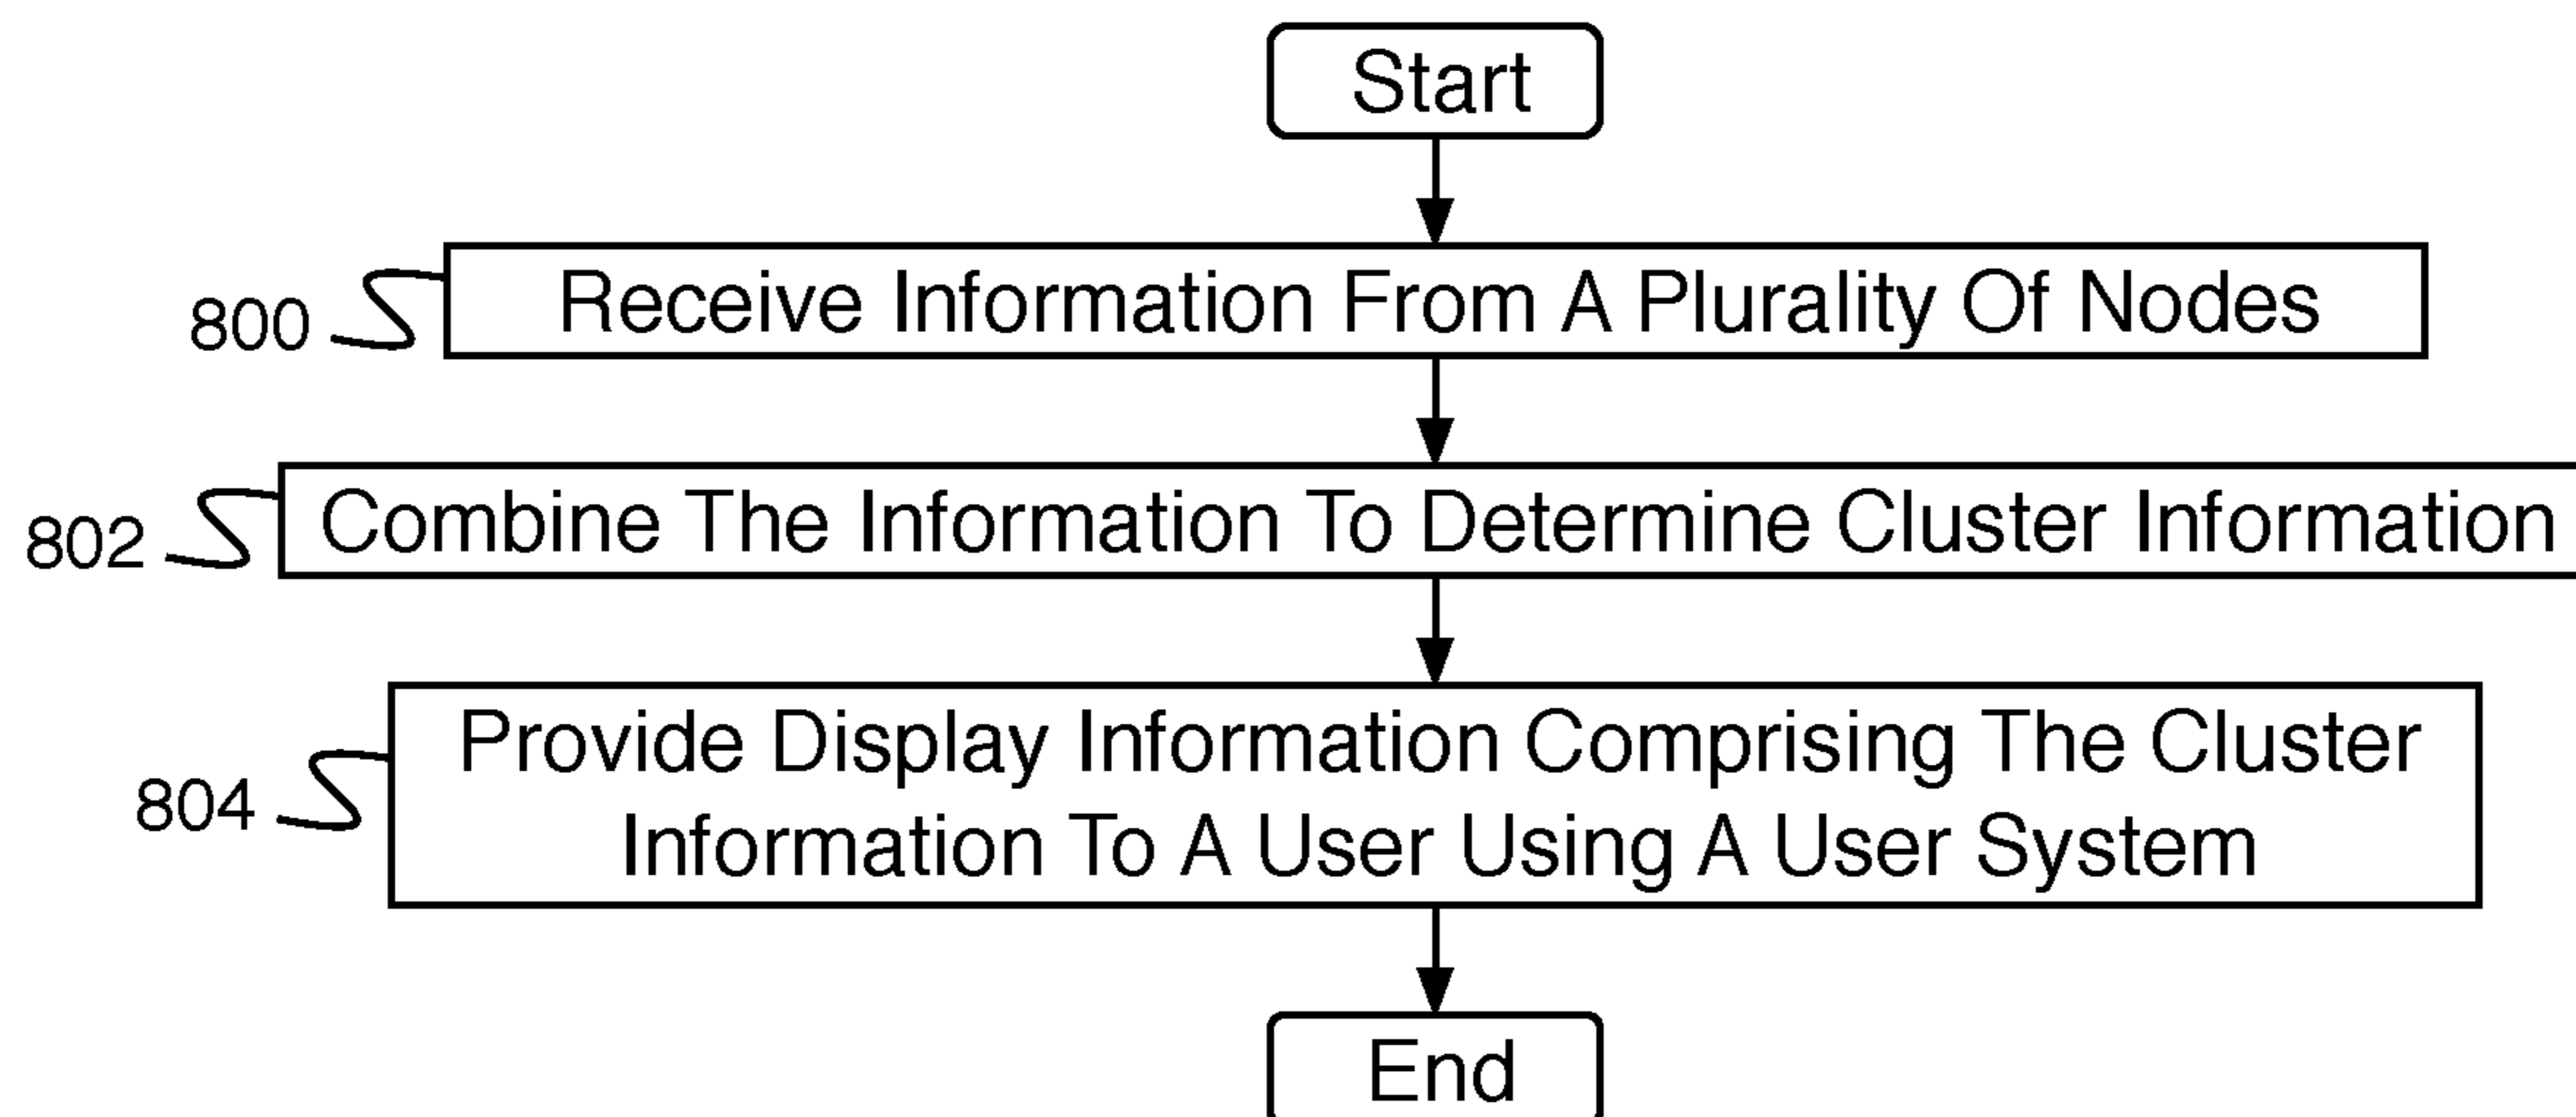 Start
800
Receive Information From A Plurality Of Nodes
802
Combine The Information To Determine Cluster Information
804
Provide Display Information Comprising The Cluster
Information To A User Using A User System
End